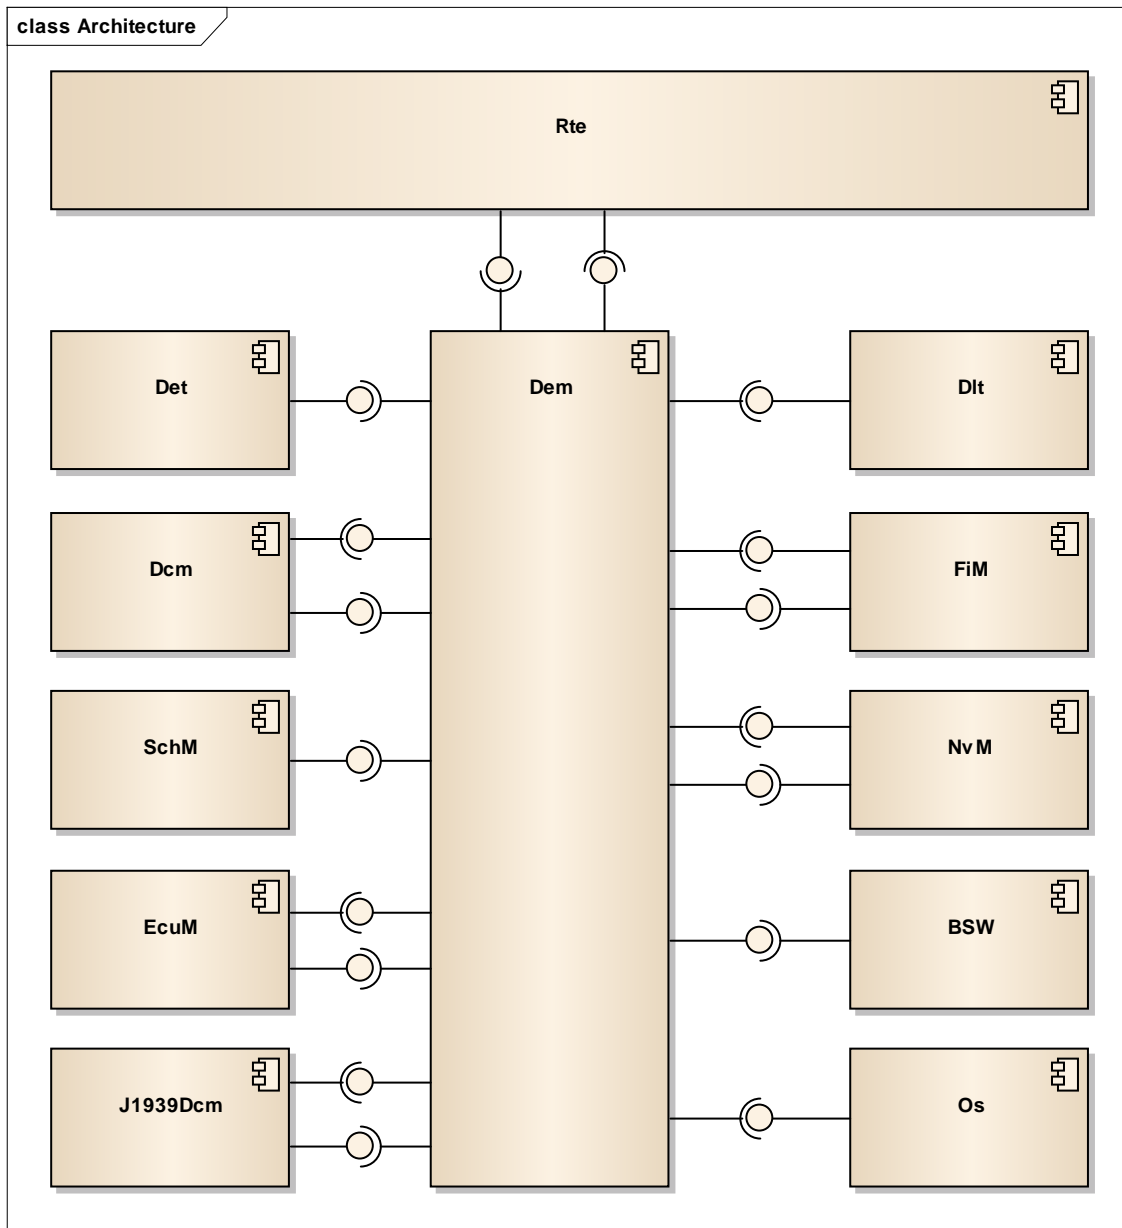 class Architecture
Rte
Det
Dem
Dlt
Dcm
FiM
SchM
NvM
EcuM
BSW
J1939Dcm
Os